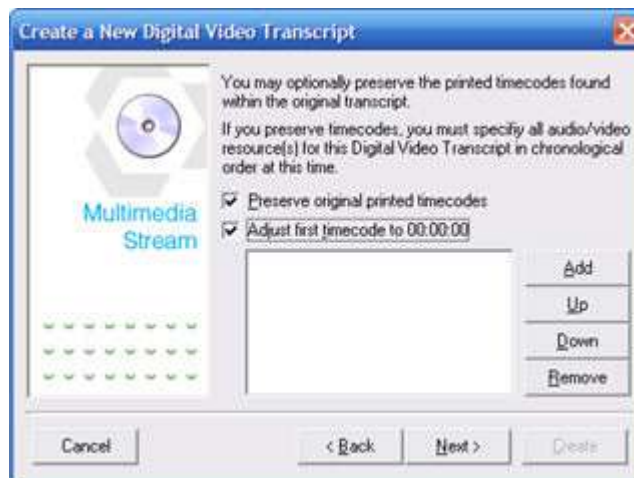 Create a New Digital Video Transcript
You may optionally preserve the printed timecodes found
within the original transcript.
If you preserve timecodes, you must specifiy all audio/video
resource(s) for this Digital Video Transcript in chronological
order at this time.
Preserve original printed timecodes
Adjust first timecode to 00:00:00
Multimedia
Stream
Add
Up
Down
Remove
Cancel
< Back
Next >
Create